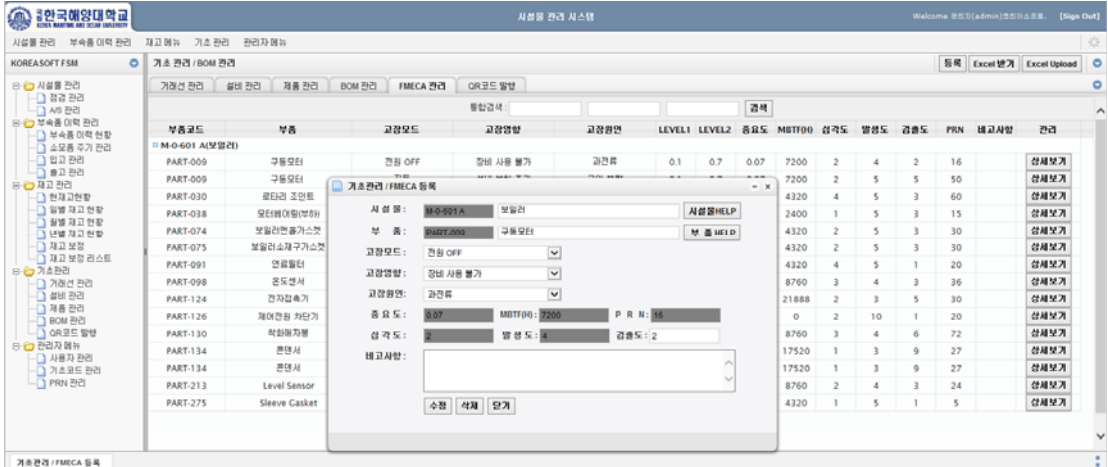 한국해양대학교
KOREA MARITIME AND OCEAN UNIVERSITY
시설물 관리 시스템
Welcome 관리자(admin)님이십니다. [Sign Out]
시설물 관리 부속품 이력 관리 재고 메뉴 기초 관리 관리자 메뉴
KOREASOFT FSM
시설물 관리
점검 관리
A/S 관리
부속품 이력 관리
부속품 이력 현황
소모품 주기 관리
입고 관리
출고 관리
재고 관리
현재고현황
일별 재고 현황
월별 재고 현황
년별 재고 현황
재고 보정
재고 보정 리스트
기초관리
거래선 관리
설비 관리
제품 관리
BOM 관리
QR코드 발행
관리자 메뉴
사용자 관리
기초코드 관리
PRN 관리
기초 관리 / BOM 관리
등록 Excel 받기 Excel Upload
거래선 관리 설비 관리 제품 관리 BOM 관리 FMECA 관리 QR코드 발행
통합검색 : 검색
부품코드 부품 고장모드 고장영향 고장원인 LEVEL1 LEVEL2 중요도 MBTF(H) 심각도 발생도 검출도 PRN 비고사항 관리
M-0-601 A(보일러)
PART-009 구동모터 전원 OFF 장비 사용 불가 과전류 0.1 0.7 0.07 7200 2 4 2 16 상세보기
PART-009 구동모터 7200 2 5 5 50 상세보기
PART-030 로타리 조인트 4320 4 5 3 60 상세보기
PART-038 모터베어링(부하) 2400 1 5 3 15 상세보기
PART-074 보일러맨홀가스켓 4320 2 5 3 30 상세보기
PART-075 보일러소재구가스켓 4320 2 5 3 30 상세보기
PART-091 연료필터 4320 4 5 1 20 상세보기
PART-098 온도센서 8760 3 4 3 36 상세보기
PART-124 전자접촉기 21888 2 3 5 30 상세보기
PART-126 제어전원 차단기 0 2 10 1 20 상세보기
PART-130 착화애자봉 8760 3 4 6 72 상세보기
PART-134 콘덴서 17520 1 3 9 27 상세보기
PART-134 콘덴서 17520 1 3 9 27 상세보기
PART-213 Level Sensor 8760 2 4 3 24 상세보기
PART-275 Sleeve Gasket 4320 1 5 1 5 상세보기
기초관리 / FMECA 등록
시 설 물 : M-0-601 A 보일러 시설물HELP
부 품 : PART-009 구동모터 부 품 HELP
고장모드 : 전원 OFF
고장영향 : 장비 사용 불가
고장원인: 과전류
중 요 도 : 0.07 MBTF(H): 7200 P R N: 16
심 각 도 : 2 발 생 도 : 4 검출도 : 2
비고사항 :
수정 삭제 닫기
기초관리 / FMECA 등록